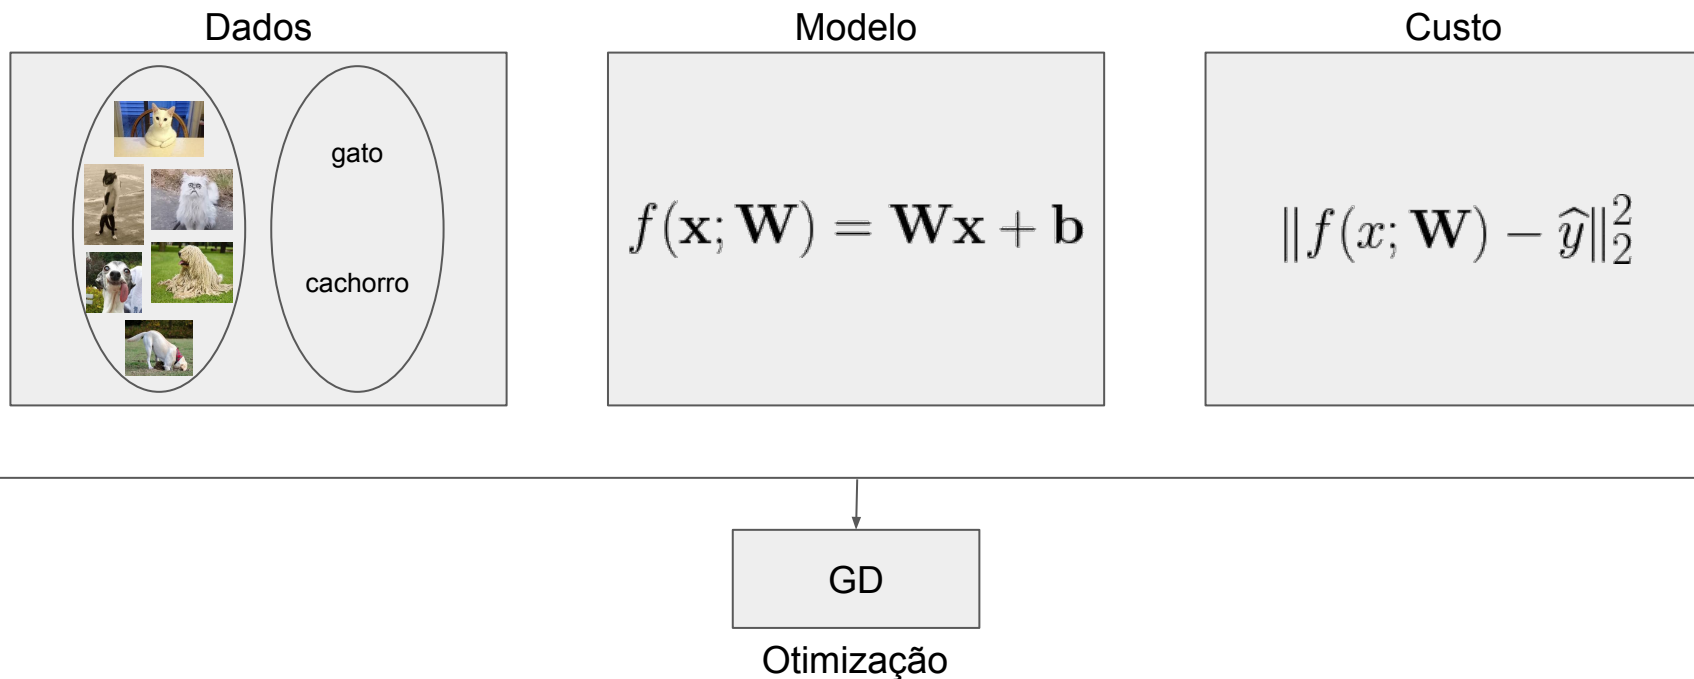 Dados
Modelo
Custo
gato
cachorro
f(x; W) = Wx + b
‖f(x; W) − ŷ‖₂²
GD
Otimização